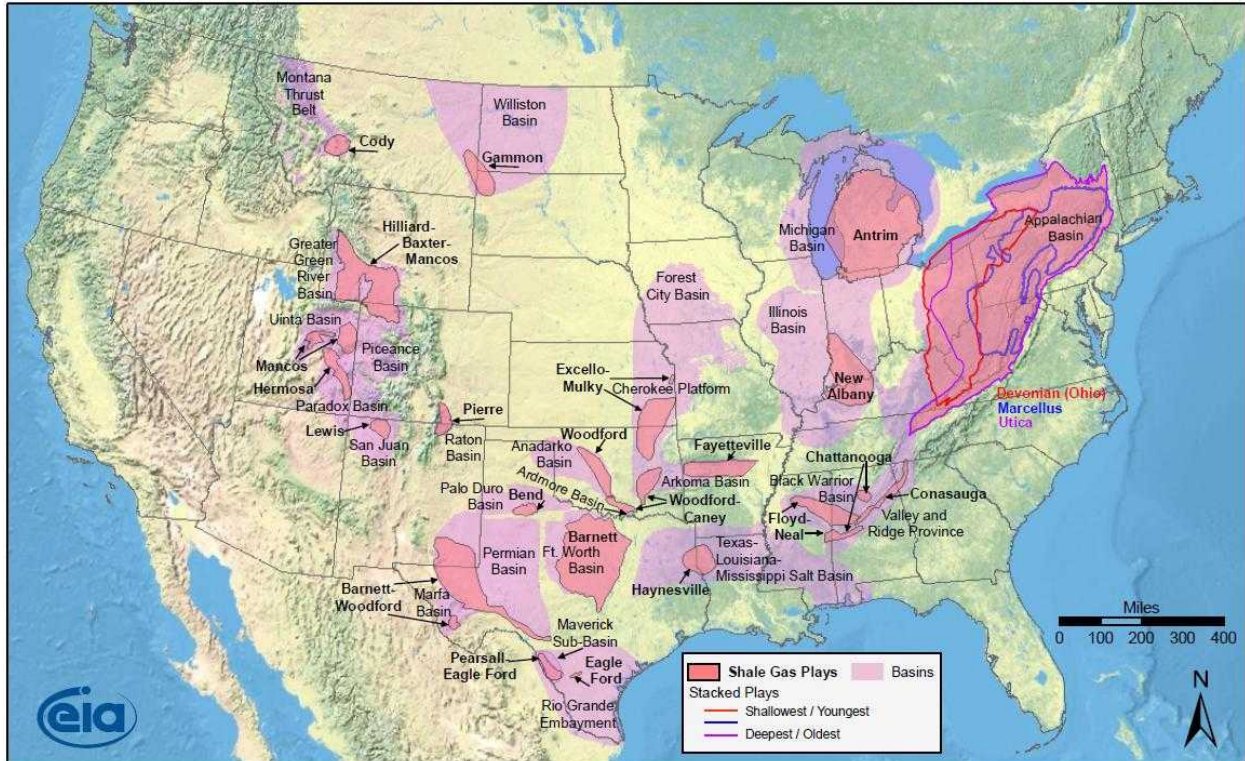 Montana
Thrust
Belt
Cody
Williston
Basin
Gammon
Hilliard-
Baxter-
Mancos
Greater
Green
River
Basin
Uinta Basin
Mancos
Piceance
Basin
Hermosa
Paradox Basin
Lewis
San Juan
Basin
Pierre
Raton
Basin
Michigan
Basin
Antrim
Appalachian
Basin
Forest
City Basin
Illinois
Basin
New
Albany
Excello-
Mulky
Cherokee Platform
Devonian (Ohio)
Marcellus
Utica
Woodford
Anadarko
Basin
Fayetteville
Arkoma Basin
Ardmore Basin
Palo Duro
Basin
Bend
Woodford-
Caney
Chattanooga
Black Warrior
Basin
Conasauga
Floyd-
Neal
Valley and
Ridge Province
Permian
Basin
Barnett
Ft. Worth
Basin
Texas-
Louisiana-
Mississippi Salt Basin
Haynesville
Barnett-
Woodford
Marfa
Basin
Maverick
Sub-Basin
Pearsall-
Eagle Ford
Eagle
Ford
Rio Grande
Embayment
Miles
0 100 200 300 400
Shale Gas Plays
Basins
Stacked Plays
Shallowest / Youngest
Deepest / Oldest
N
eia